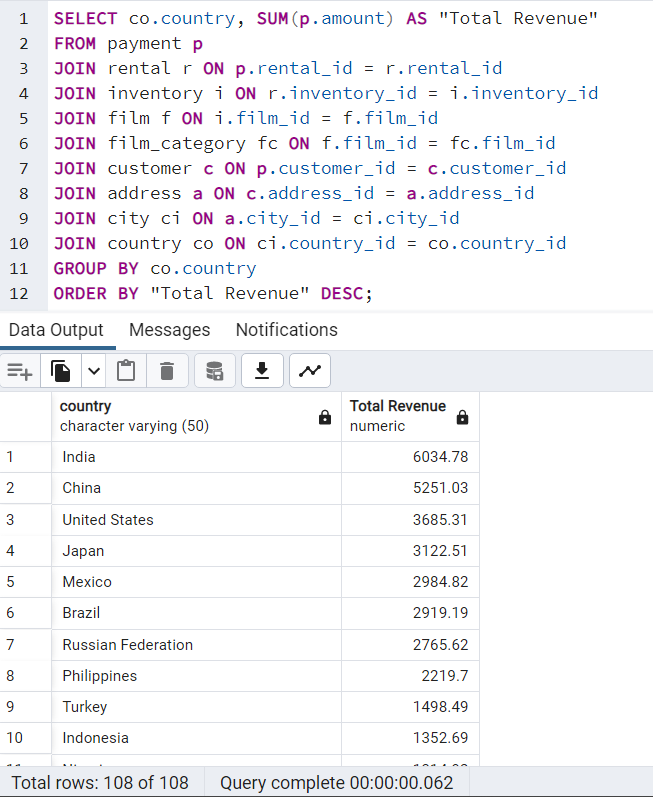 1 SELECT co.country, SUM(p.amount) AS "Total Revenue"
2 FROM payment p
3 JOIN rental r ON p.rental_id = r.rental_id
4 JOIN inventory i ON r.inventory_id = i.inventory_id
5 JOIN film f ON i.film_id = f.film_id
6 JOIN film_category fc ON f.film_id = fc.film_id
7 JOIN customer c ON p.customer_id = c.customer_id
8 JOIN address a ON c.address_id = a.address_id
9 JOIN city ci ON a.city_id = ci.city_id
10 JOIN country co ON ci.country_id = co.country_id
11 GROUP BY co.country
12 ORDER BY "Total Revenue" DESC;
Data Output Messages Notifications
country Total Revenue
character varying (50) numeric
1 India 6034.78
2 China 5251.03
3 United States 3685.31
4 Japan 3122.51
5 Mexico 2984.82
6 Brazil 2919.19
7 Russian Federation 2765.62
8 Philippines 2219.7
9 Turkey 1498.49
10 Indonesia 1352.69
Total rows: 108 of 108 Query complete 00:00:00.062